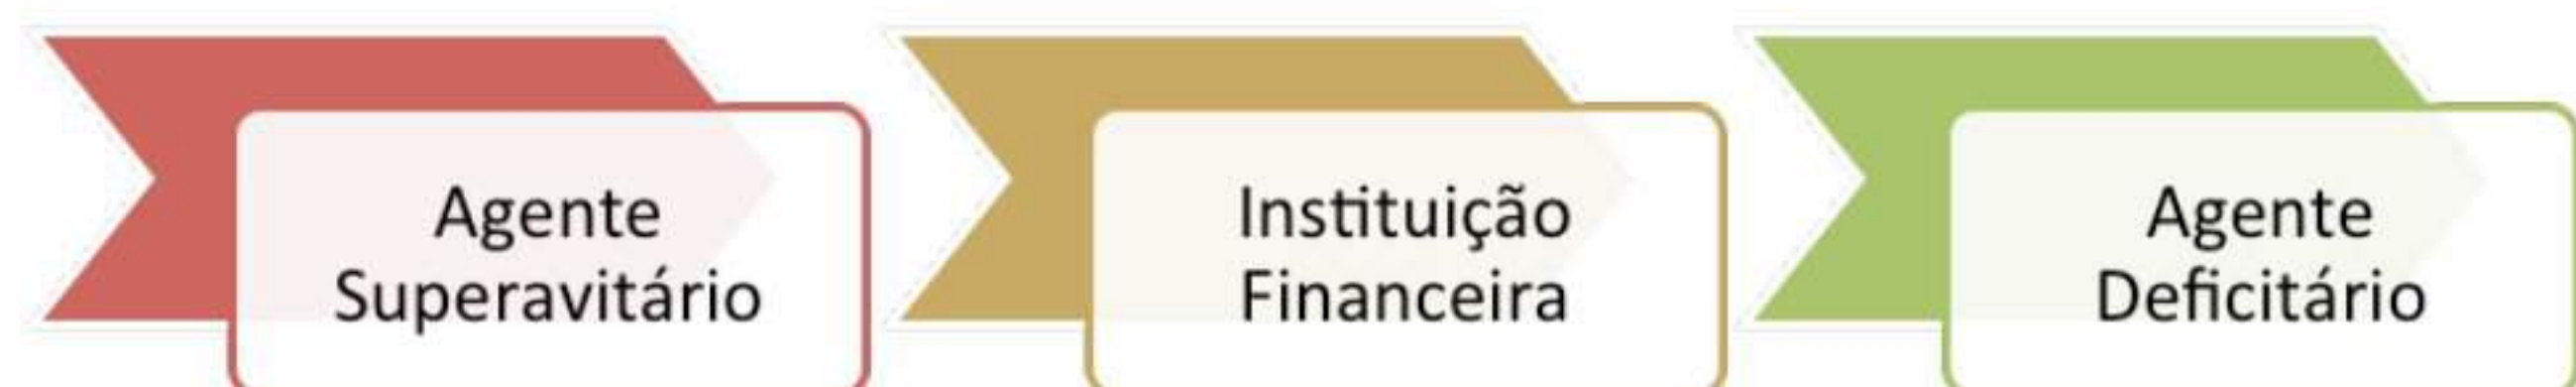 Agente
Superavitário
Instituição
Financeira
Agente
Deficitário